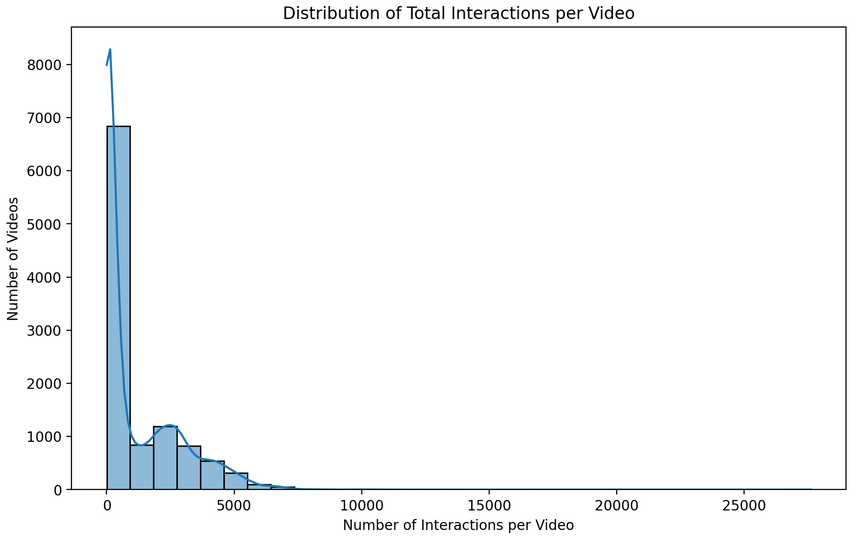 Distribution of Total Interactions per Video
8000
7000
6000
5000
4000
3000
2000
1000
0
Number of Videos
0 5000 10000 15000 20000 25000
Number of Interactions per Video